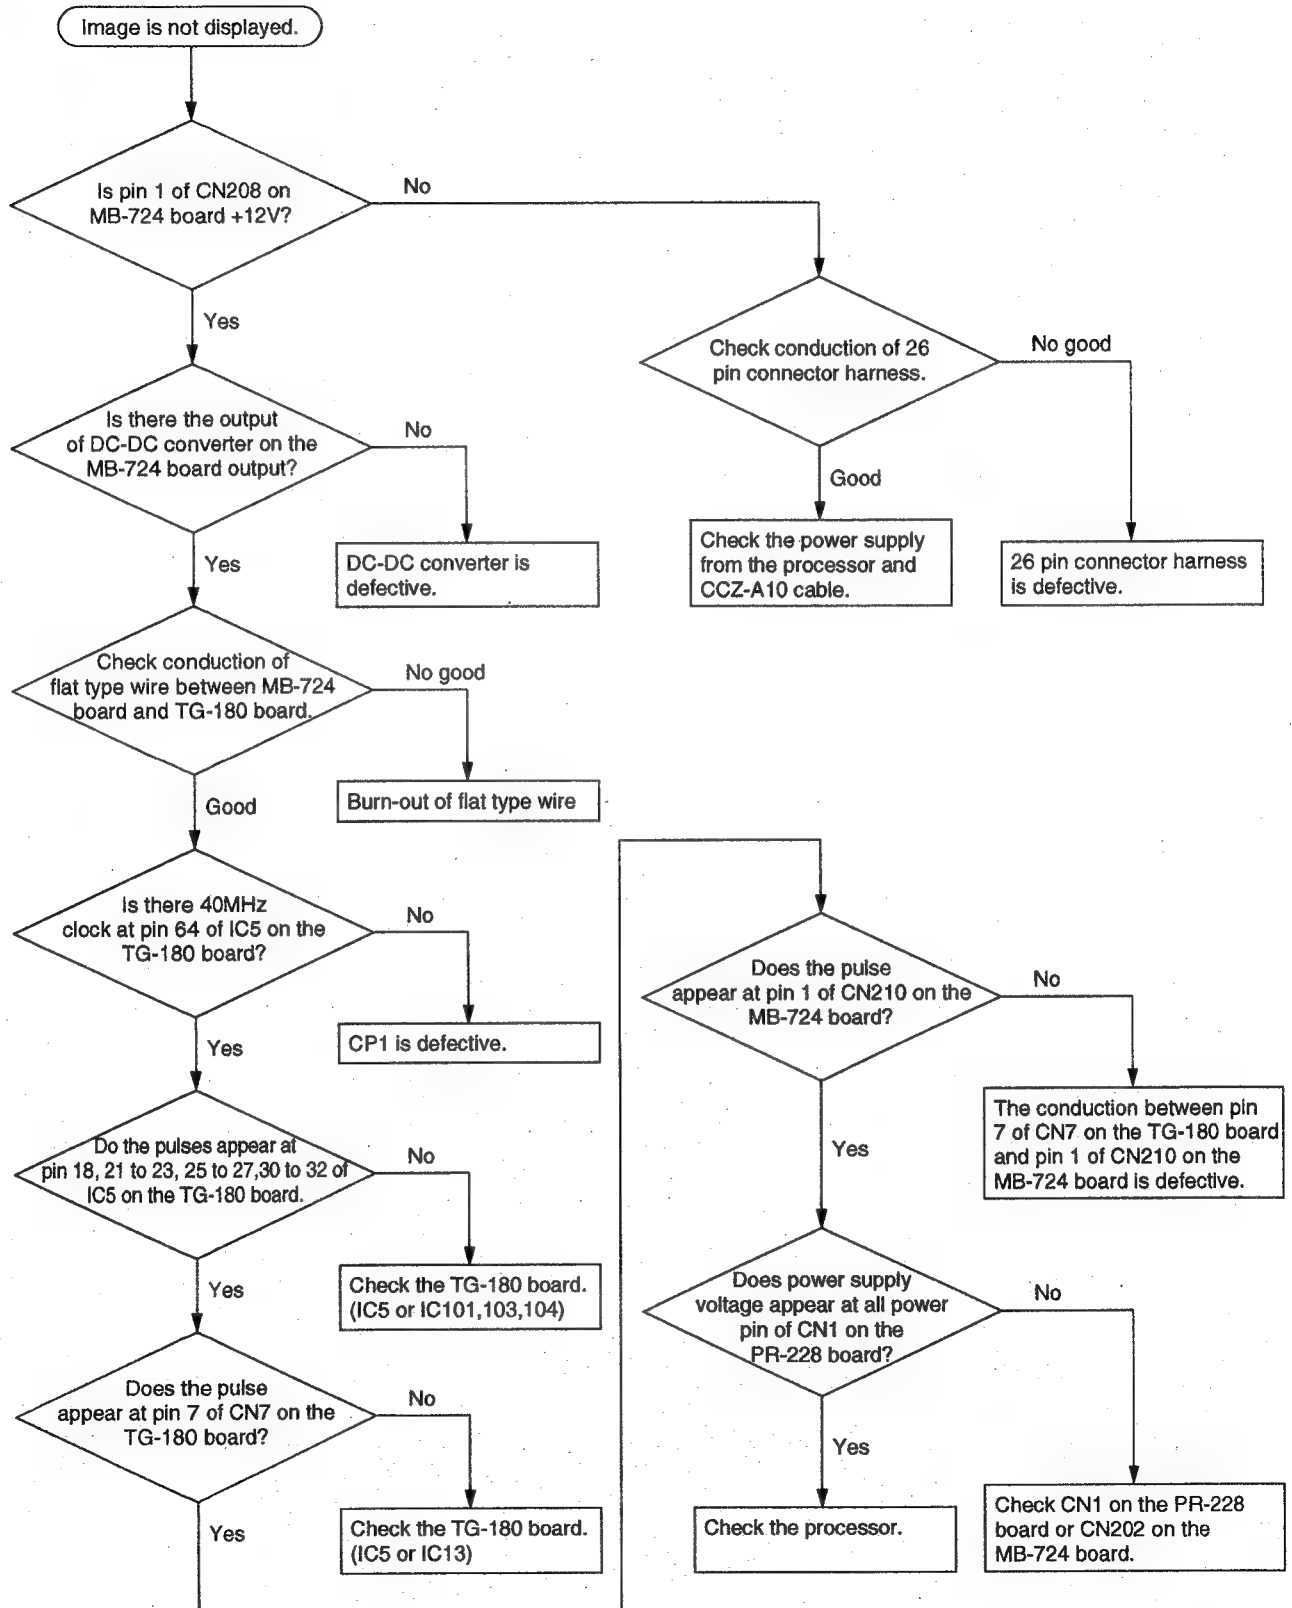 Image is not displayed.
Is pin 1 of CN208 on
MB-724 board +12V?
No
Yes
Check conduction of 26
pin connector harness.
No good
Good
Check the power supply
from the processor and
CCZ-A10 cable.
26 pin connector harness
is defective.
Is there the output
of DC-DC converter on the
MB-724 board output?
No
Yes
DC-DC converter is
defective.
Check conduction of
flat type wire between MB-724
board and TG-180 board.
No good
Good
Burn-out of flat type wire
Is there 40MHz
clock at pin 64 of IC5 on the
TG-180 board?
No
Yes
CP1 is defective.
Do the pulses appear at
pin 18, 21 to 23, 25 to 27,30 to 32 of
IC5 on the TG-180 board.
No
Yes
Check the TG-180 board.
(IC5 or IC101,103,104)
Does the pulse
appear at pin 7 of CN7 on the
TG-180 board?
No
Yes
Check the TG-180 board.
(IC5 or IC13)
Does the pulse
appear at pin 1 of CN210 on the
MB-724 board?
No
Yes
The conduction between pin
7 of CN7 on the TG-180 board
and pin 1 of CN210 on the
MB-724 board is defective.
Does power supply
voltage appear at all power
pin of CN1 on the
PR-228 board?
No
Yes
Check the processor.
Check CN1 on the PR-228
board or CN202 on the
MB-724 board.